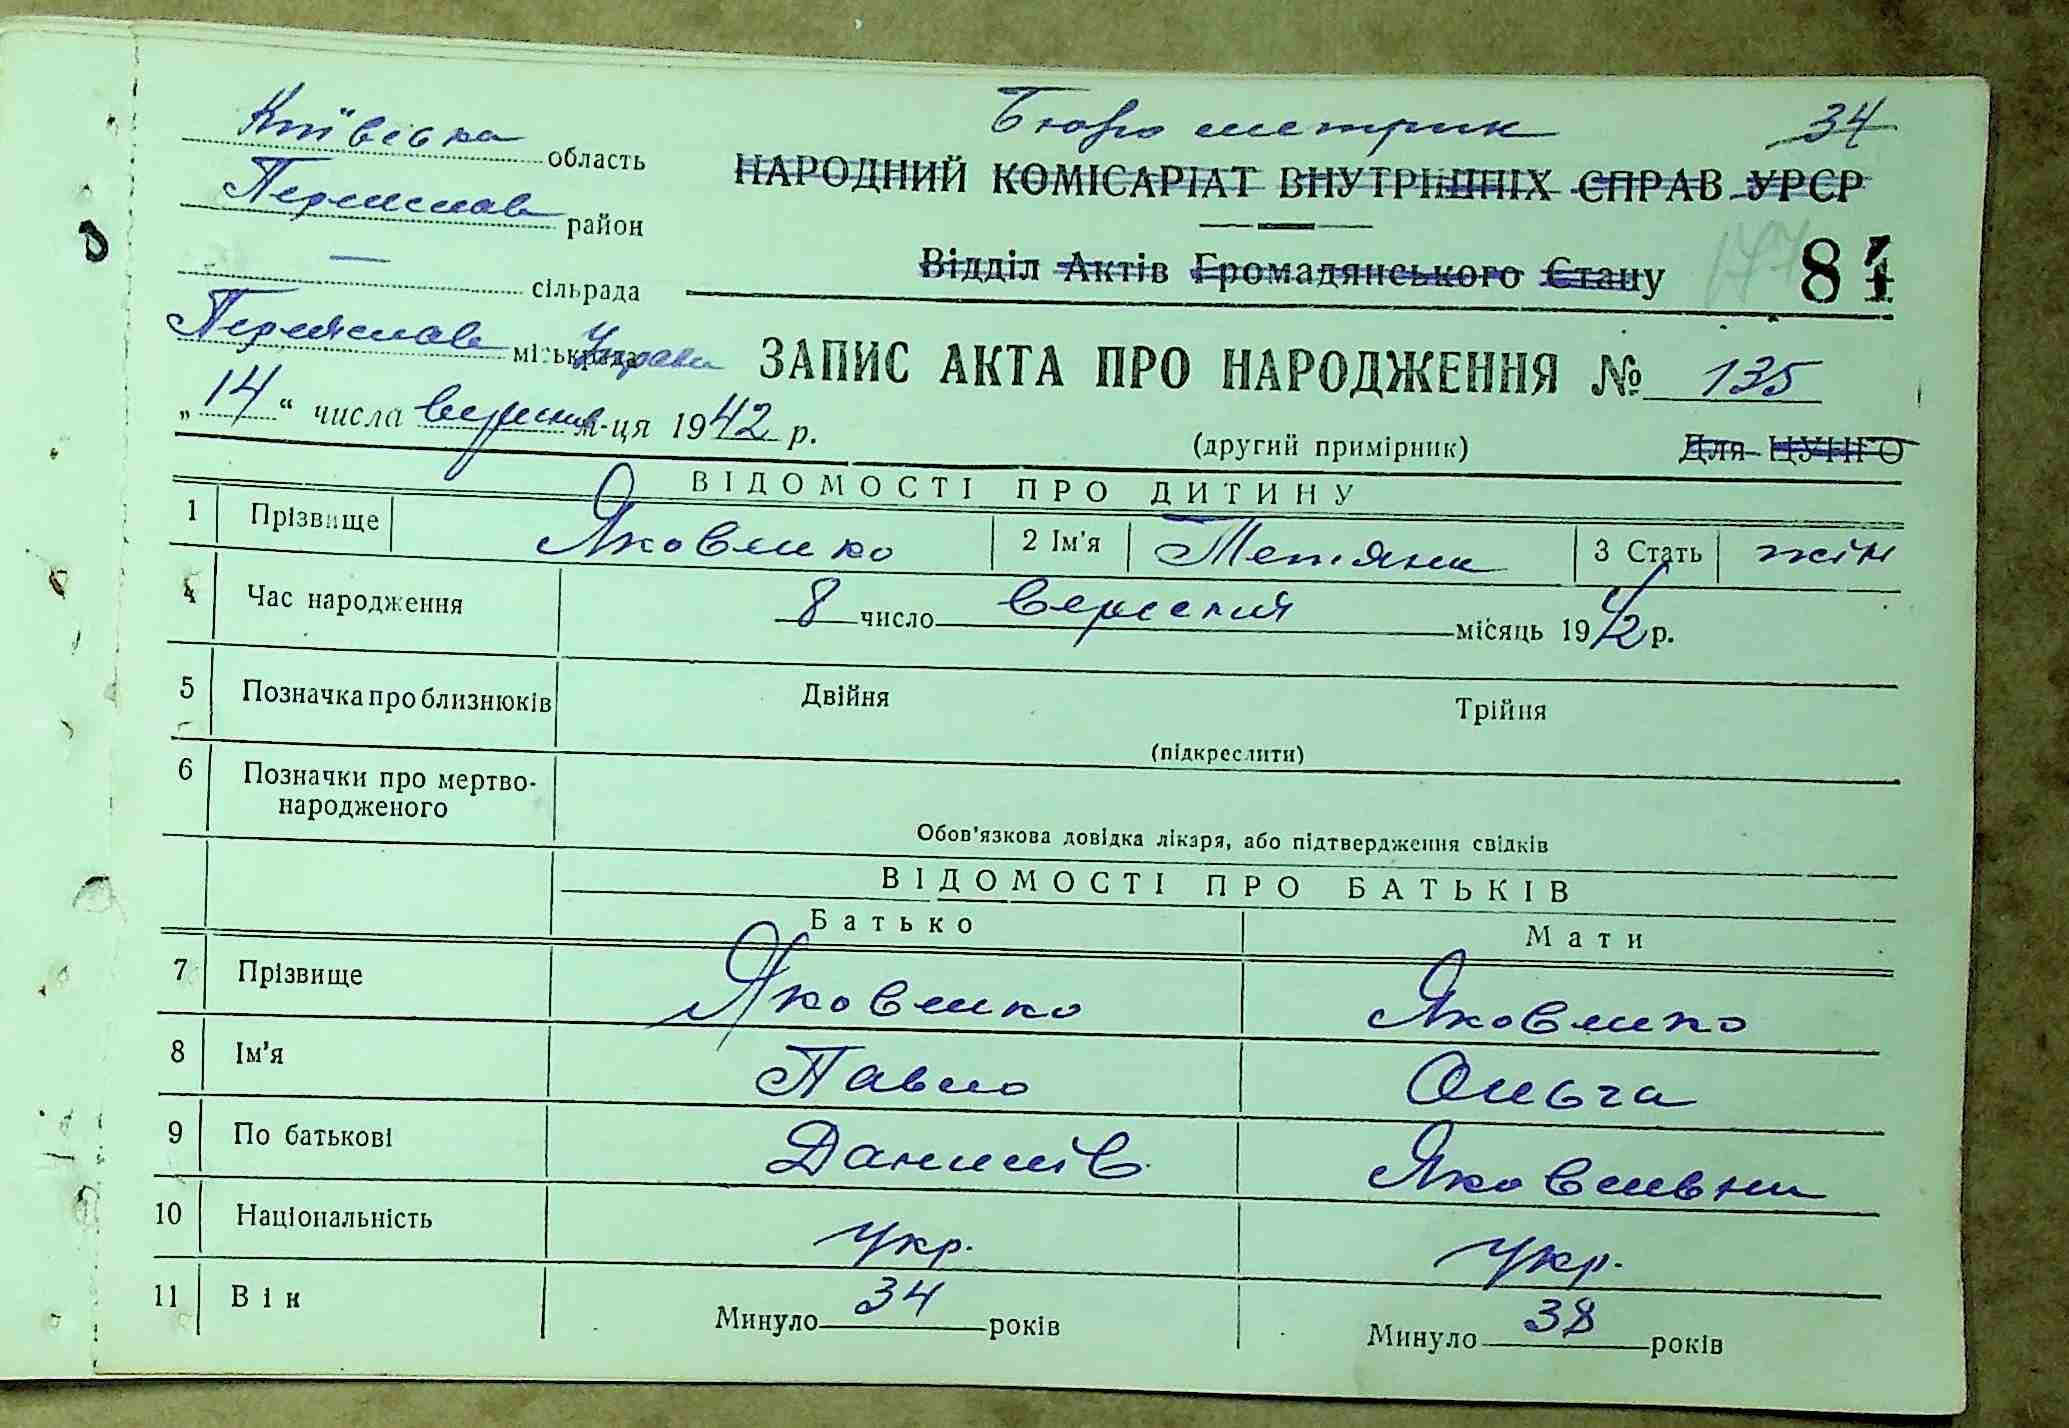 Київська область
Переяслав район
— сільрада
Переяслав міськрада Управа
„14“ числа вересня м-ця 1942 р.
Бюро метрик 34
НАРОДНИЙ КОМІСАРІАТ ВНУТРІШНІХ СПРАВ УРСР
Відділ Актів Громадянського Стану 84
ЗАПИС АКТА ПРО НАРОДЖЕННЯ № 135
(другий примірник) Для ЦУНГО
ВІДОМОСТІ ПРО ДИТИНУ
1 Прізвище Яковенко 2 Ім'я Тетяна 3 Стать жін
4 Час народження 8 число вересня місяць 1942 р.
5 Позначка про близнюків Двійня Трійня
(підкреслити)
6 Позначки про мертво-
народженого
Обов'язкова довідка лікаря, або підтвердження свідків
ВІДОМОСТІ ПРО БАТЬКІВ
Батько Мати
7 Прізвище Яковенко Яковенко
8 Ім'я Павло Ольга
9 По батькові Данилів Яковлевна
10 Національність укр. укр.
11 Вік Минуло 34 років Минуло 38 років